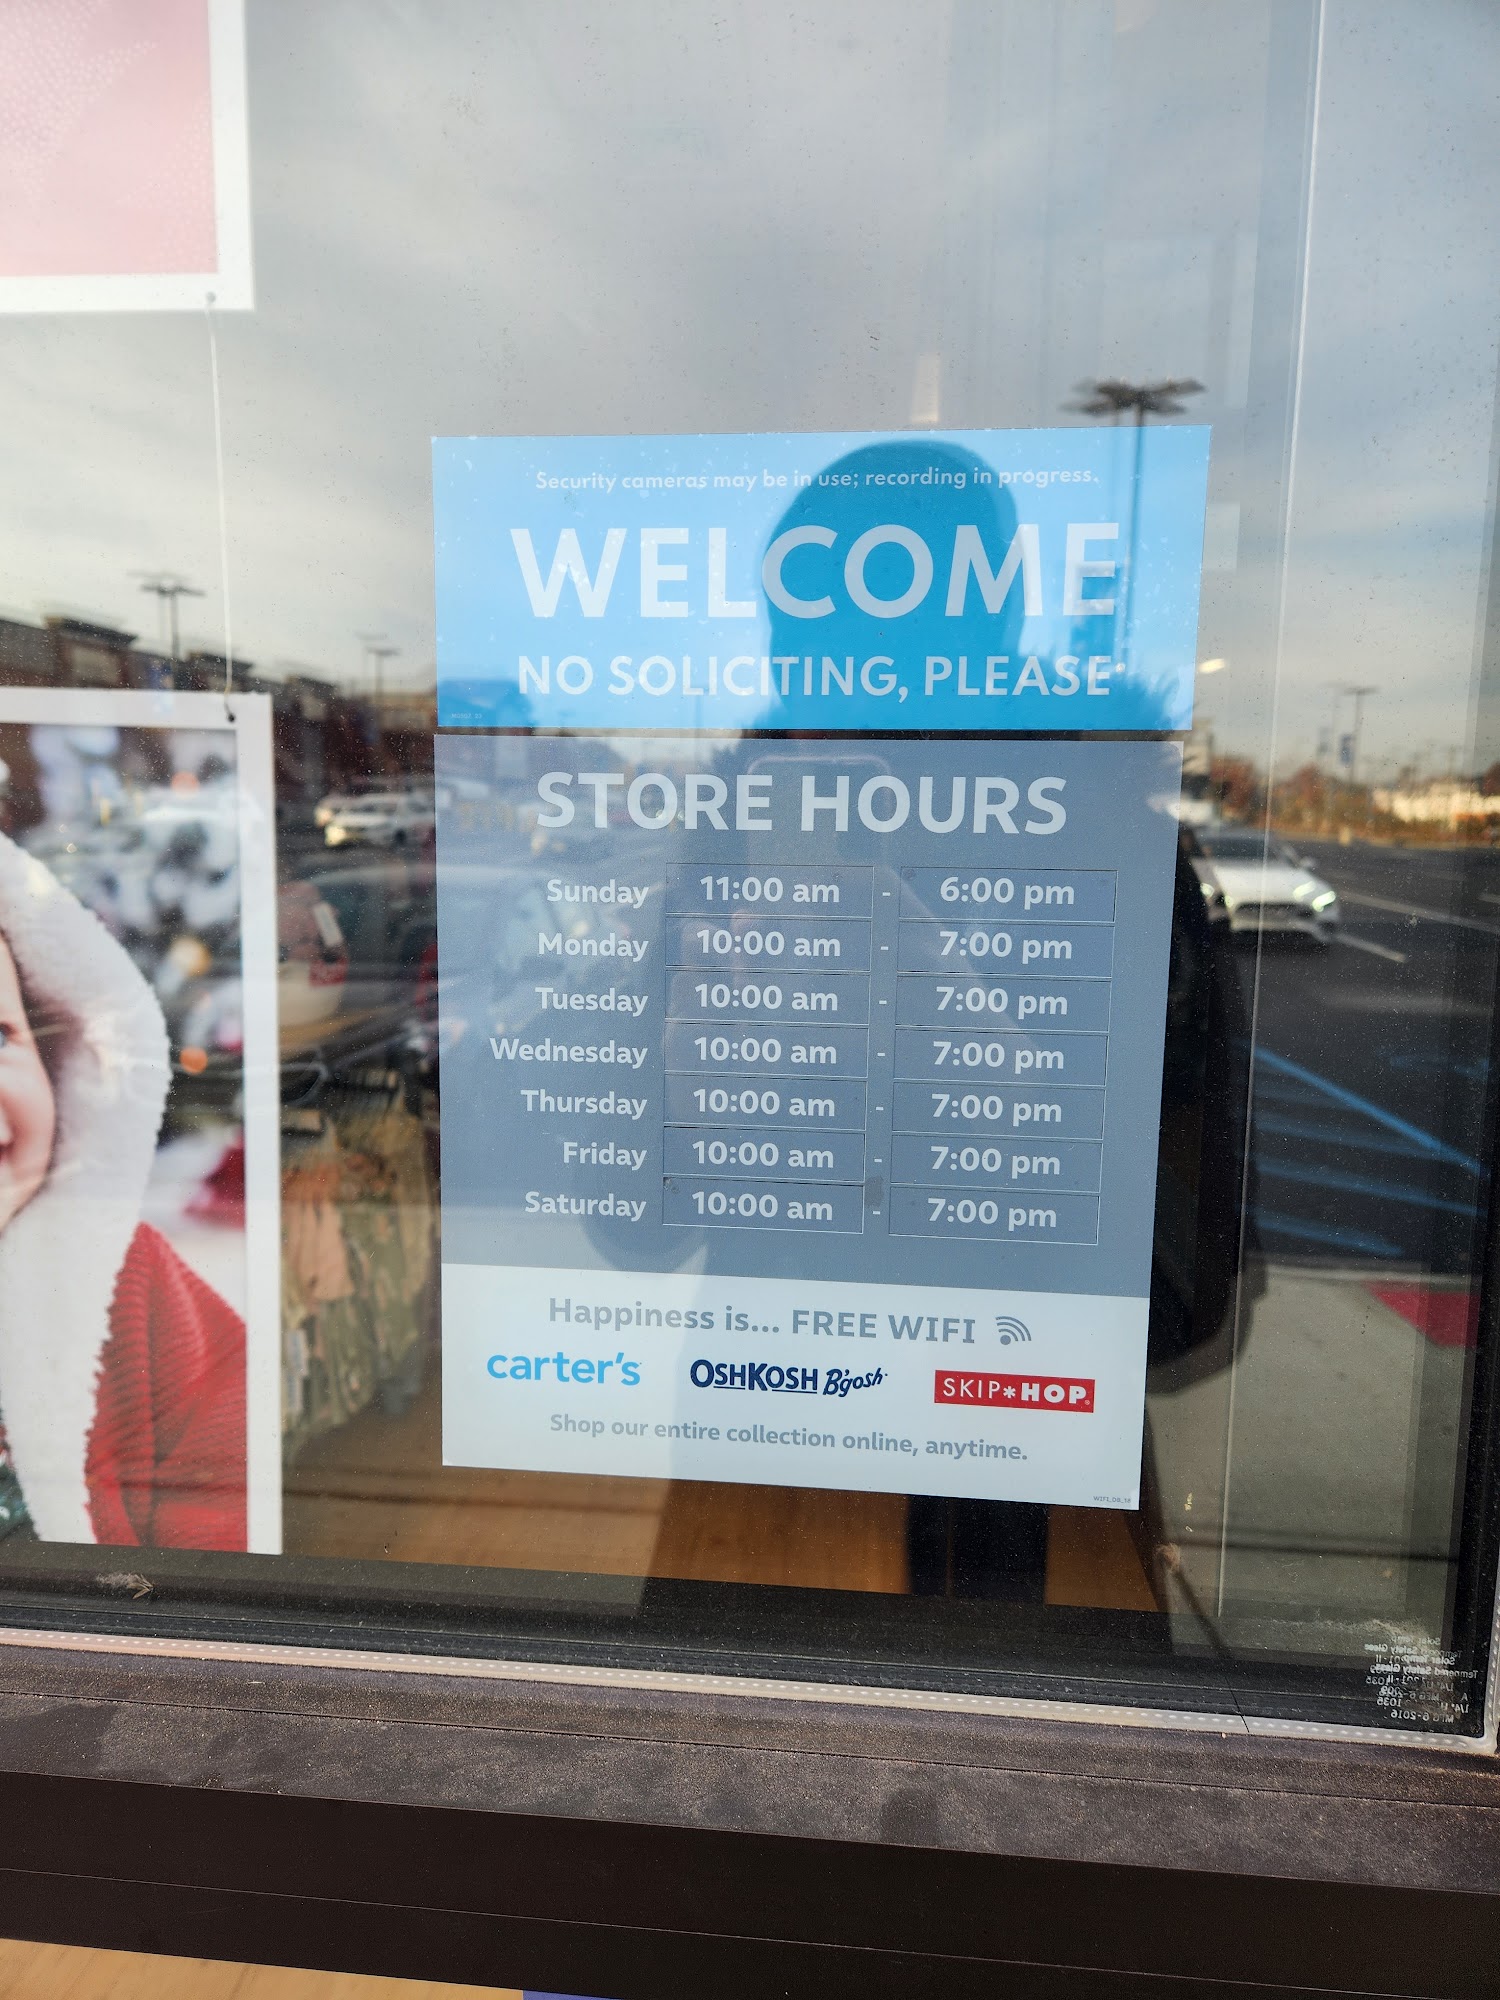 Security cameras may be in use; recording in progress.
WELCOME
NO SOLICITING, PLEASE
STORE HOURS
Sunday 11:00 am - 6:00 pm
Monday 10:00 am - 7:00 pm
Tuesday 10:00 am - 7:00 pm
Wednesday 10:00 am - 7:00 pm
Thursday 10:00 am - 7:00 pm
Friday 10:00 am - 7:00 pm
Saturday 10:00 am - 7:00 pm
Happiness is... FREE WIFI
carter's OSHKOSH B'gosh SKIP*HOP
Shop our entire collection online, anytime.